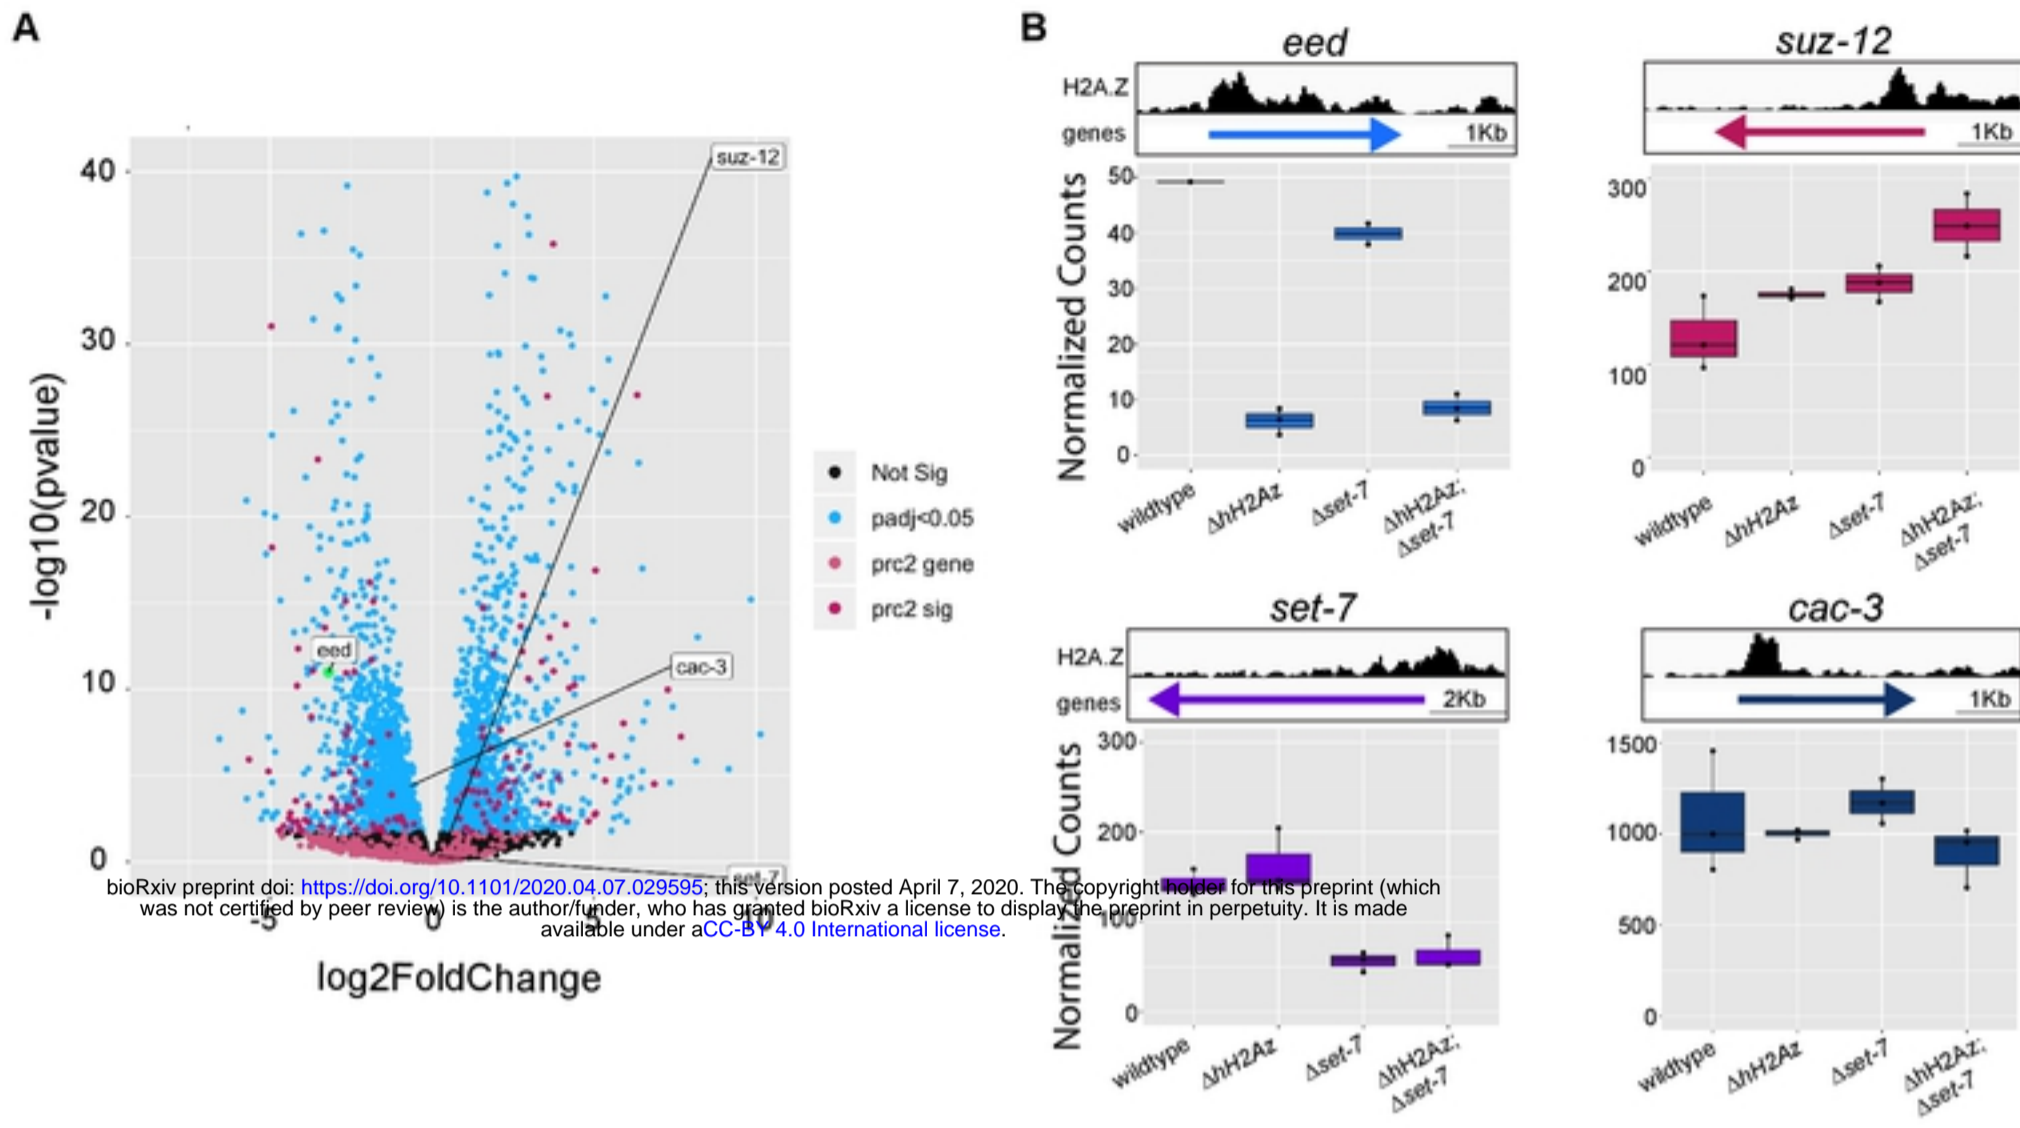 A
40
30
20
10
0
-5
0
5
10
-log10(pvalue)
log2FoldChange
suz-12
eed
cac-3
set-7
Not Sig
padj<0.05
prc2 gene
prc2 sig
bioRxiv preprint doi: https://doi.org/10.1101/2020.04.07.029595; this version posted April 7, 2020. The copyright holder for this preprint (which
was not certified by peer review) is the author/funder, who has granted bioRxiv a license to display the preprint in perpetuity. It is made
available under aCC-BY 4.0 International license.
B
eed
H2A.Z
genes
1Kb
Normalized Counts
50
40
30
20
10
0
wildtype
ΔhH2Az
Δset-7
ΔhH2Az;
Δset-7
suz-12
1Kb
300
200
100
0
wildtype
ΔhH2Az
Δset-7
ΔhH2Az;
Δset-7
set-7
H2A.Z
genes
2Kb
Normalized Counts
300
200
100
0
wildtype
ΔhH2Az
Δset-7
ΔhH2Az;
Δset-7
cac-3
1Kb
1500
1000
500
0
wildtype
ΔhH2Az
Δset-7
ΔhH2Az;
Δset-7